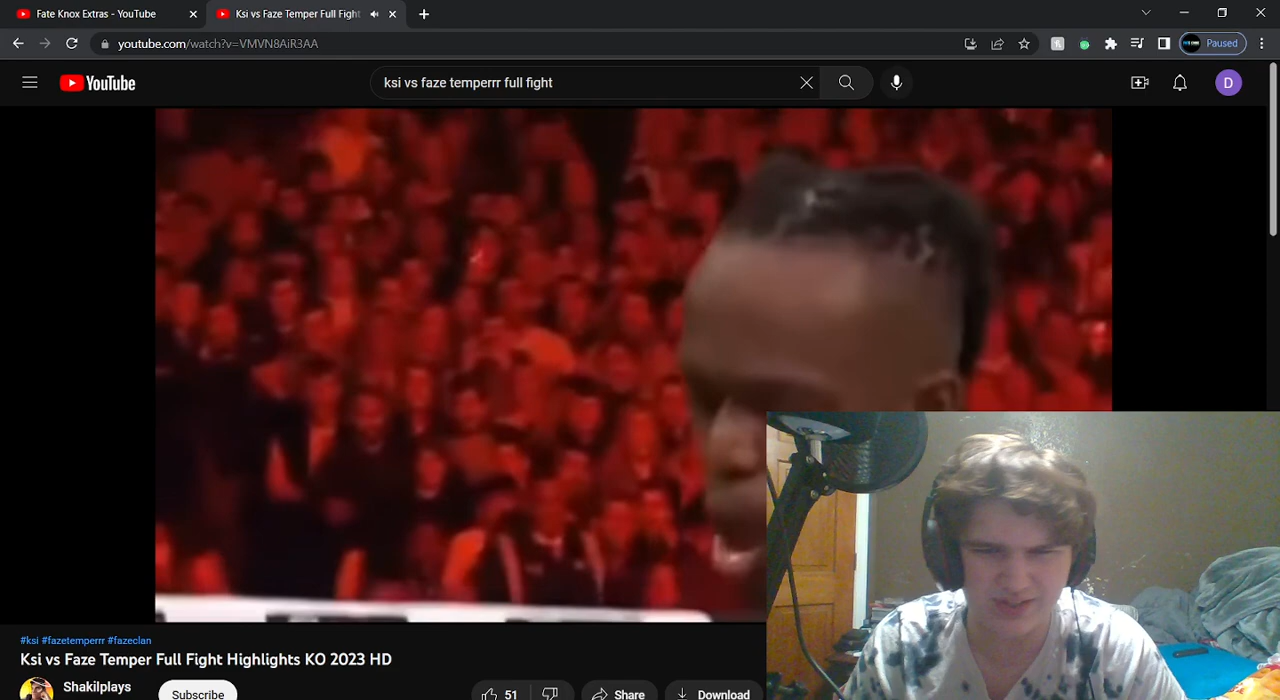 Fate Knox Extras - YouTube
Ksi vs Faze Temper Full Fight
youtube.com/watch?v=VMVN8AiR3AA
Paused
YouTube
ksi vs faze temperrr full fight
D
#ksi #fazetemperrr #fazeclan
Ksi vs Faze Temper Full Fight Highlights KO 2023 HD
Shakilplays
Subscribe
51
Share
Download